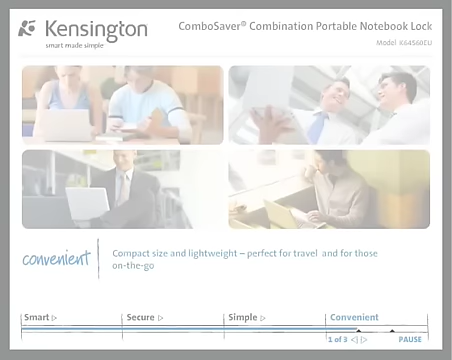 Kensington
smart made simple
ComboSaver® Combination Portable Notebook Lock
Model K64560EU
convenient
Compact size and lightweight – perfect for travel and for those
on-the-go
Smart ▷
Secure ▷
Simple ▷
Convenient
1 of 3 ◁ ▷
PAUSE